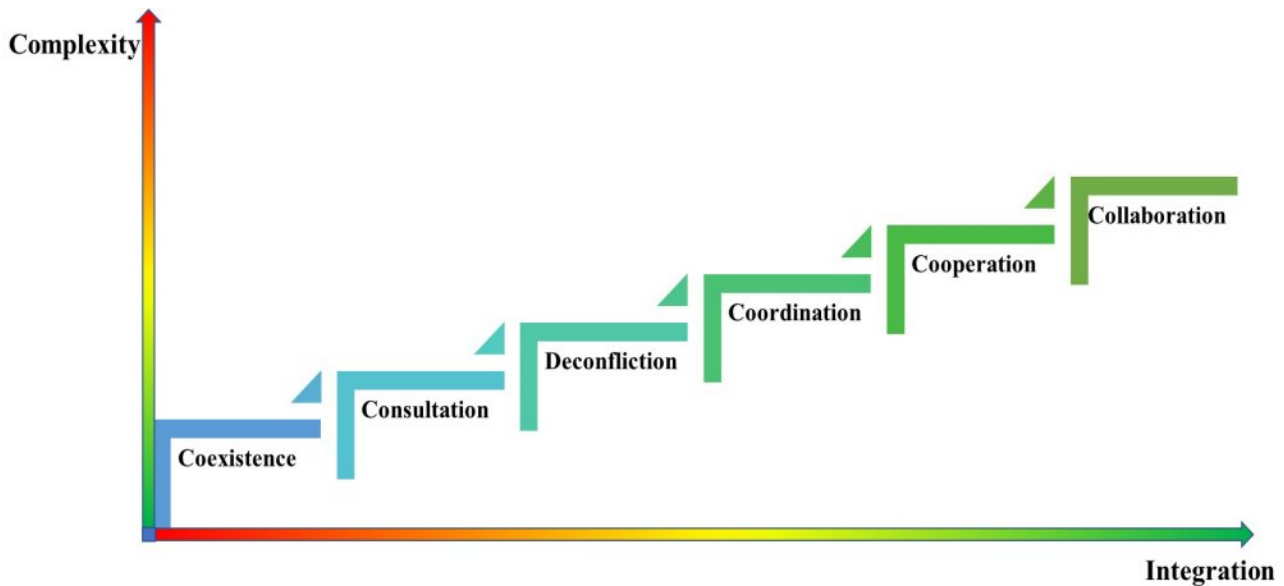 Complexity
Collaboration
Cooperation
Coordination
Deconfliction
Consultation
Coexistence
Integration